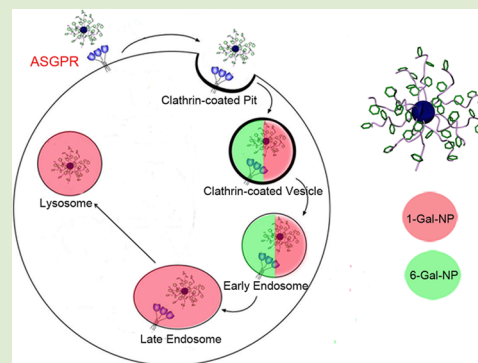 ASGPR
Clathrin-coated Pit
Clathrin-coated Vesicle
Lysosome
Early Endosome
Late Endosome
1-Gal-NP
6-Gal-NP